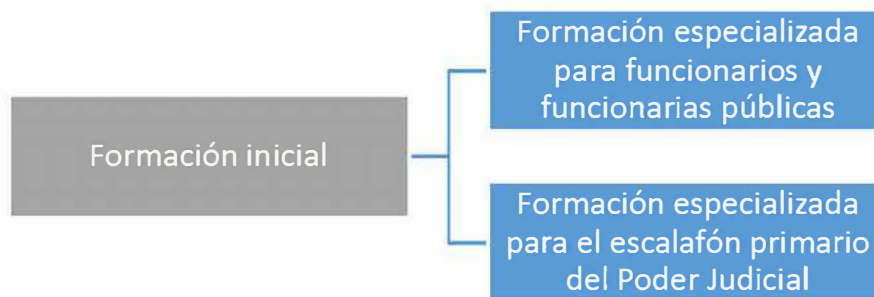 Formación especializada
para funcionarios y
funcionarias públicas
Formación inicial
Formación especializada
para el escalafón primario
del Poder Judicial